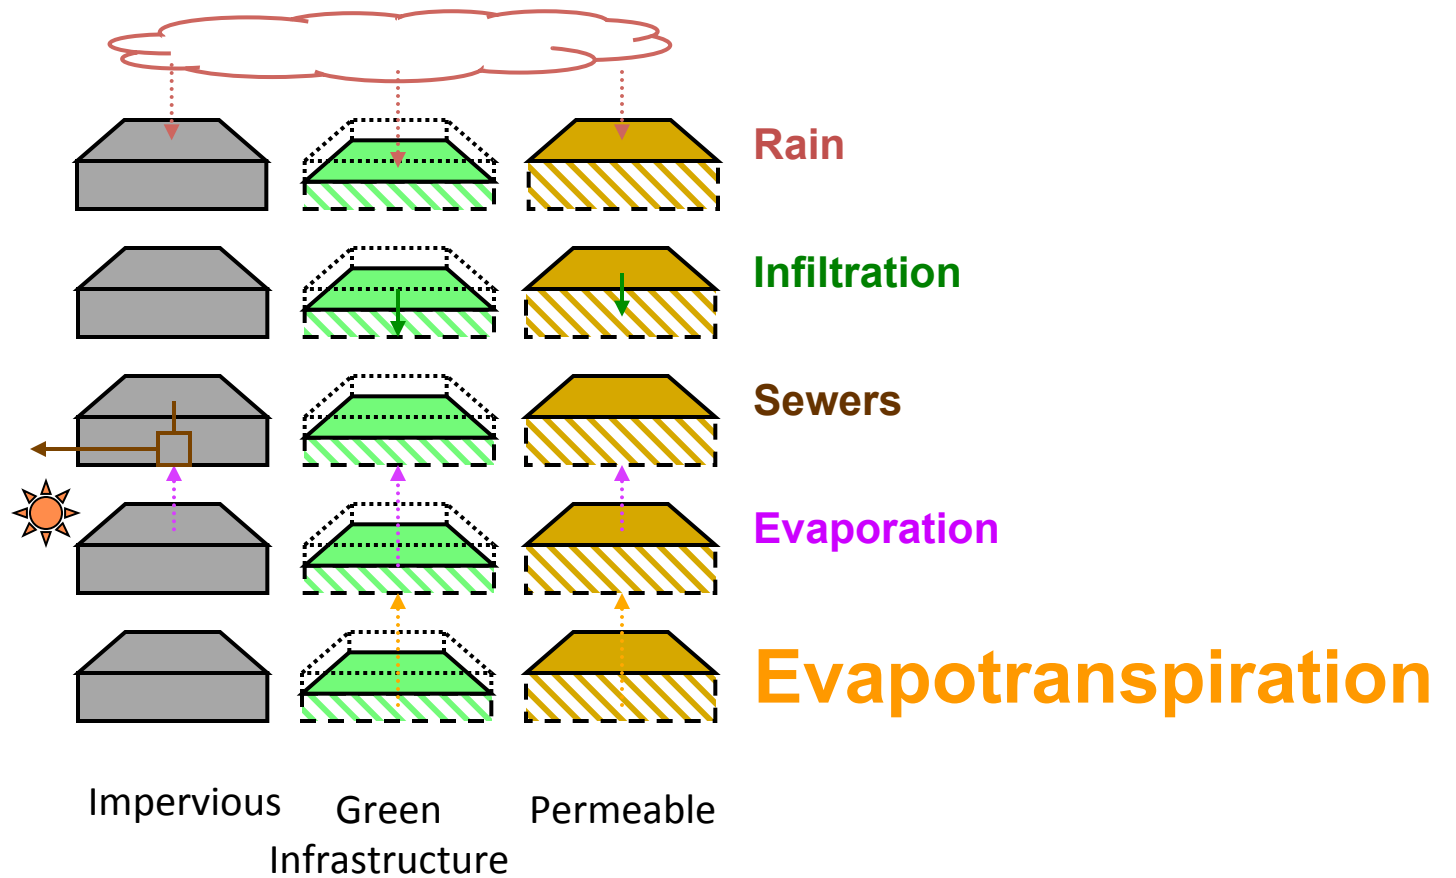 Rain
Infiltration
Sewers
Evaporation
Evapotranspiration
Impervious
Green
Infrastructure
Permeable